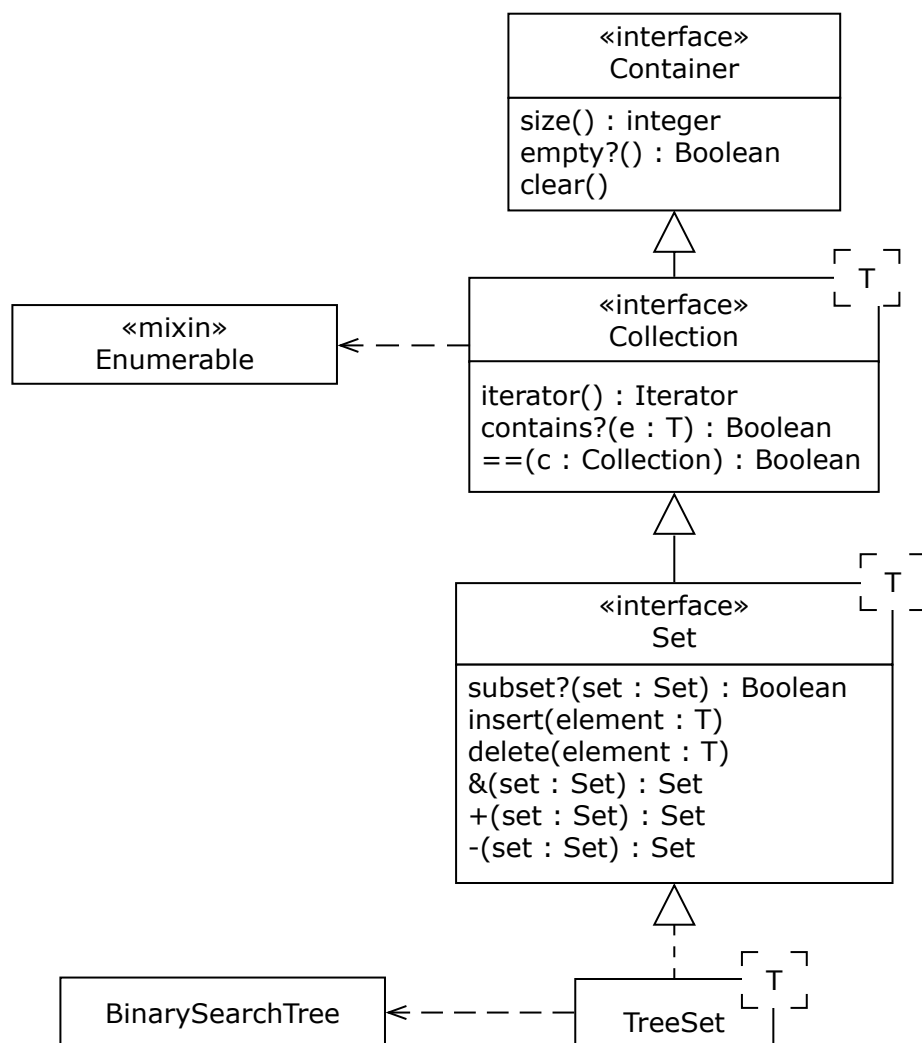 «interface»
Container
size() : integer
empty?() : Boolean
clear()
T
«interface»
Collection
«mixin»
Enumerable
iterator() : Iterator
contains?(e : T) : Boolean
==(c : Collection) : Boolean
T
«interface»
Set
subset?(set : Set) : Boolean
insert(element : T)
delete(element : T)
&(set : Set) : Set
+(set : Set) : Set
-(set : Set) : Set
T
BinarySearchTree
TreeSet